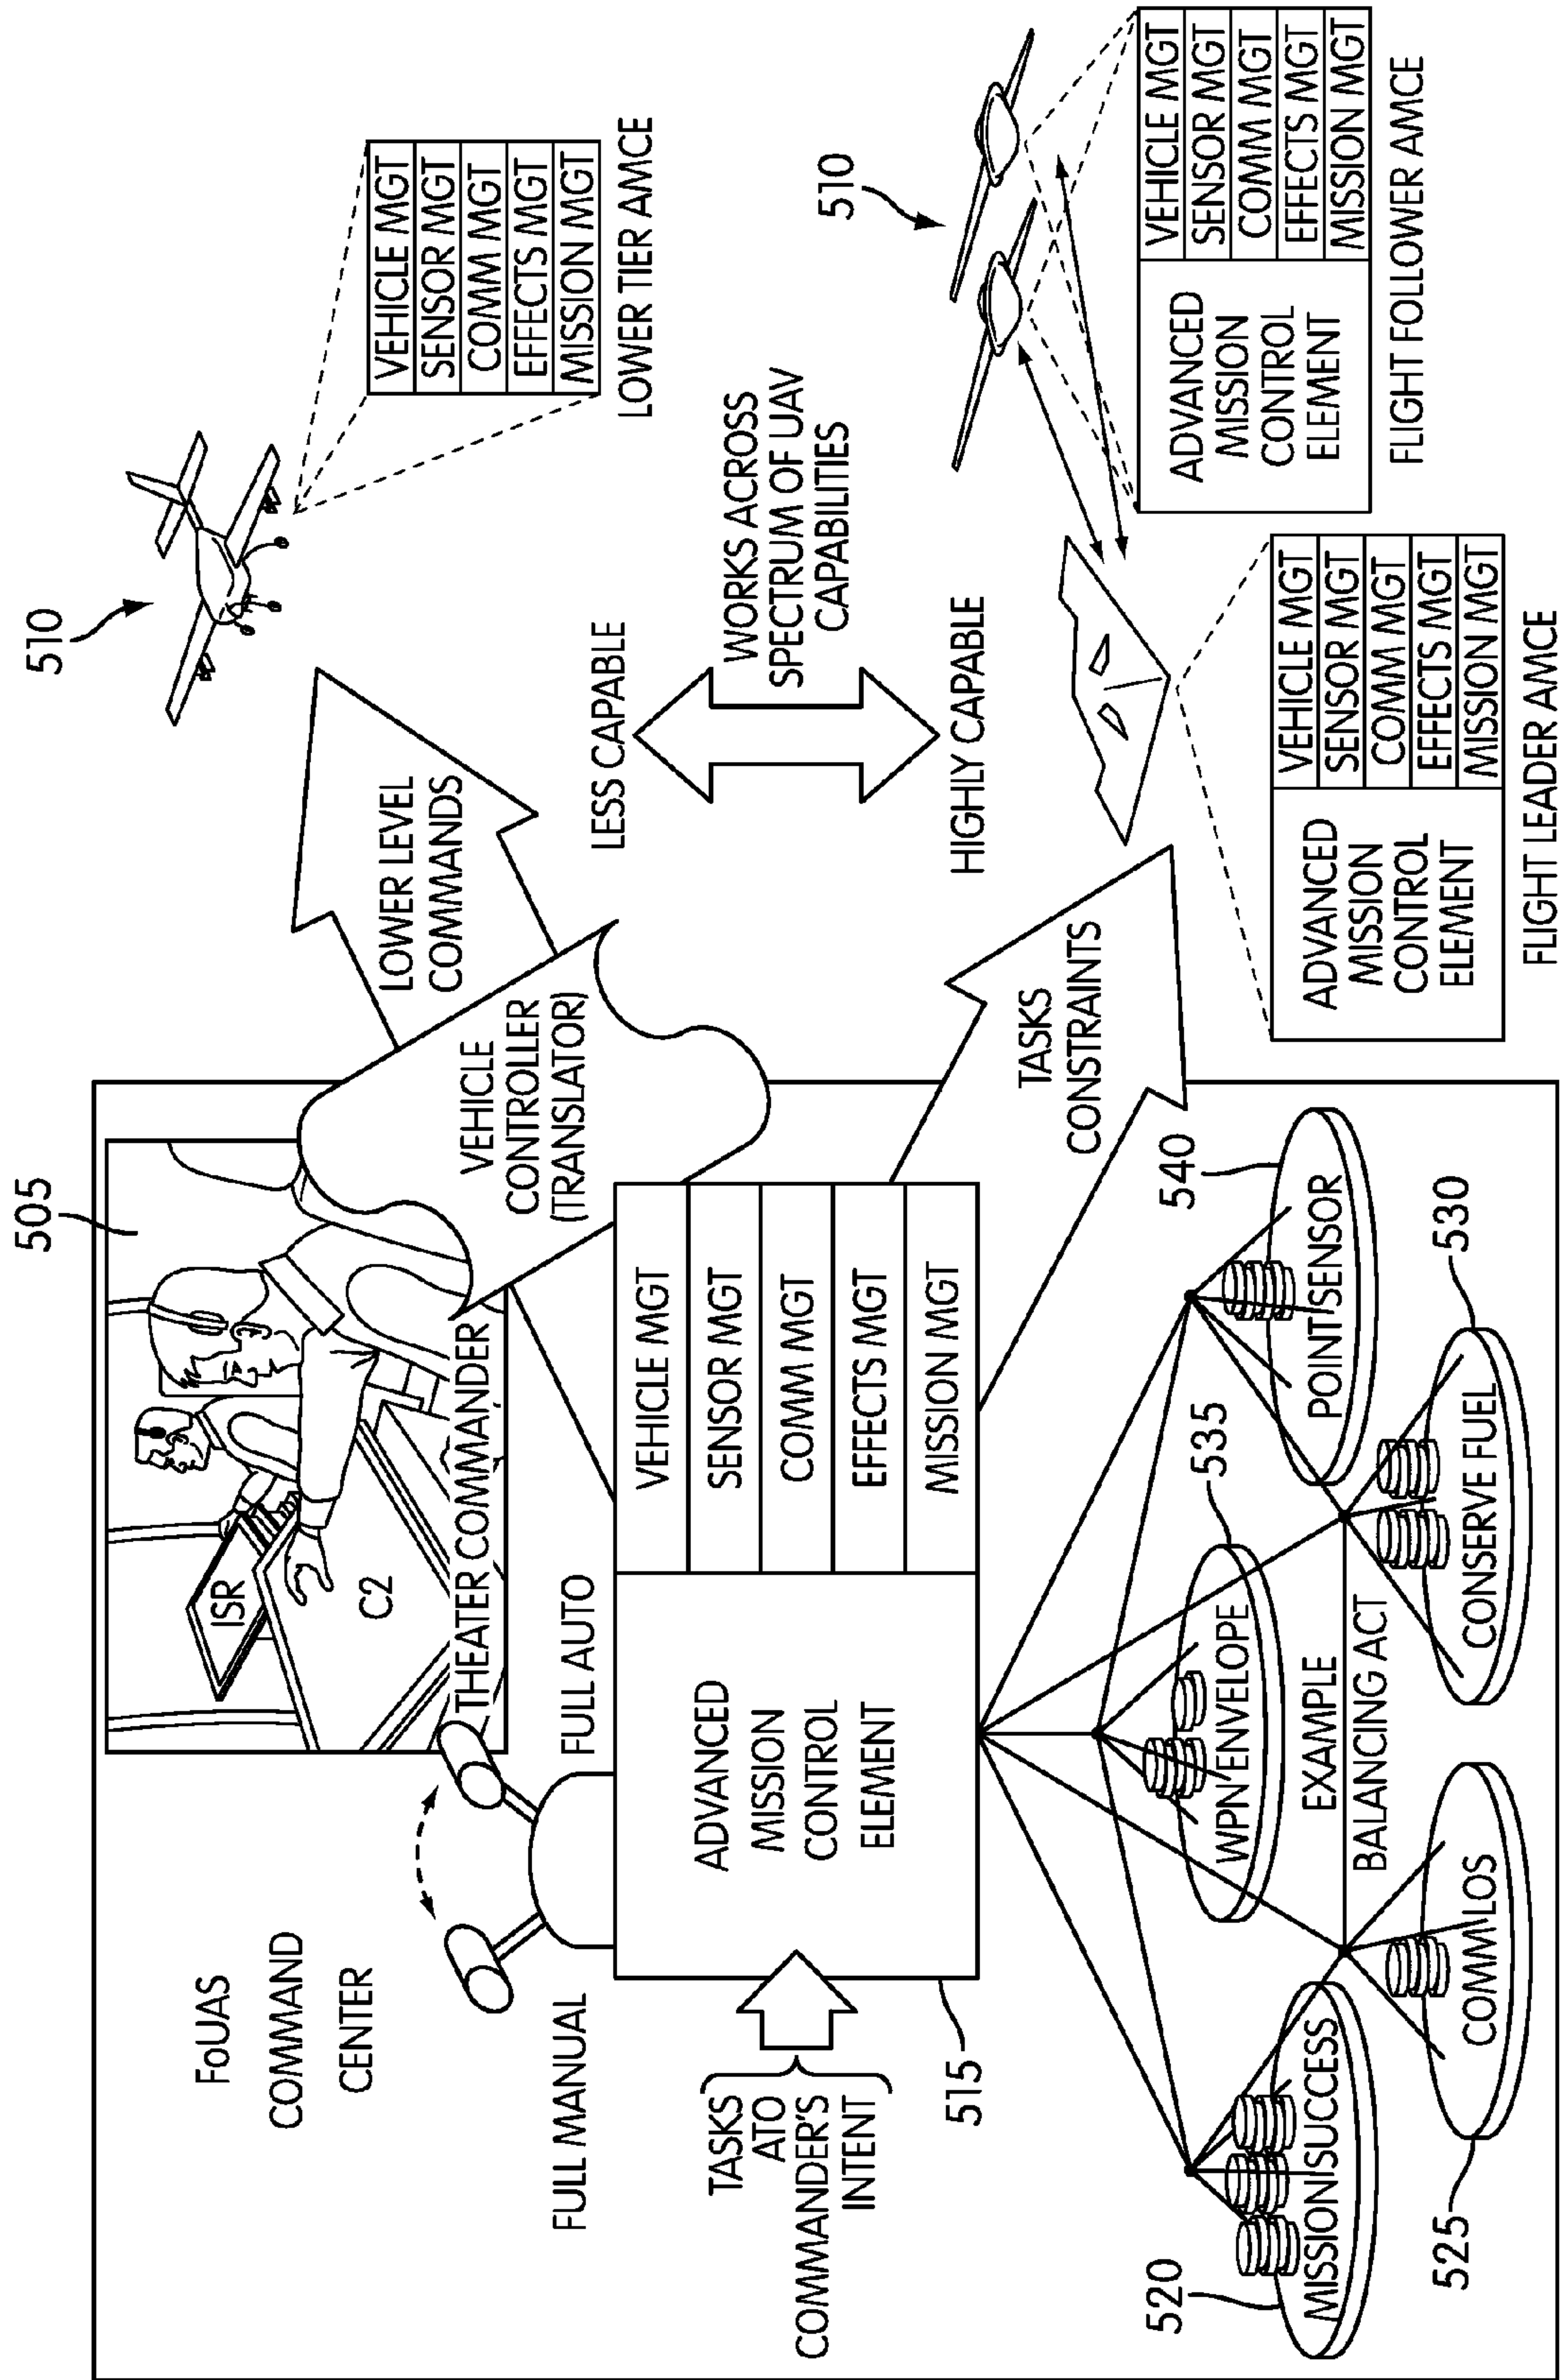 505
FoUAS
COMMAND
CENTER
ISR
C2
THEATER COMMANDER
FULL MANUAL
FULL AUTO
TASKS
ATO
COMMANDER'S
INTENT
515
ADVANCED
MISSION
CONTROL
ELEMENT
VEHICLE MGT
SENSOR MGT
COMM MGT
EFFECTS MGT
MISSION MGT
VEHICLE
CONTROLLER
(TRANSLATOR)
520
MISSION SUCCESS
525
COMM LOS
535
WPN ENVELOPE
EXAMPLE
BALANCING ACT
540
POINT SENSOR
530
CONSERVE FUEL
LOWER LEVEL
COMMANDS
TASKS
CONSTRAINTS
510
VEHICLE MGT
SENSOR MGT
COMM MGT
EFFECTS MGT
MISSION MGT
LOWER TIER AMCE
LESS CAPABLE
WORKS ACROSS
SPECTRUM OF UAV
CAPABILITIES
HIGHLY CAPABLE
510
ADVANCED
MISSION
CONTROL
ELEMENT
VEHICLE MGT
SENSOR MGT
COMM MGT
EFFECTS MGT
MISSION MGT
FLIGHT LEADER AMCE
ADVANCED
MISSION
CONTROL
ELEMENT
VEHICLE MGT
SENSOR MGT
COMM MGT
EFFECTS MGT
MISSION MGT
FLIGHT FOLLOWER AMCE